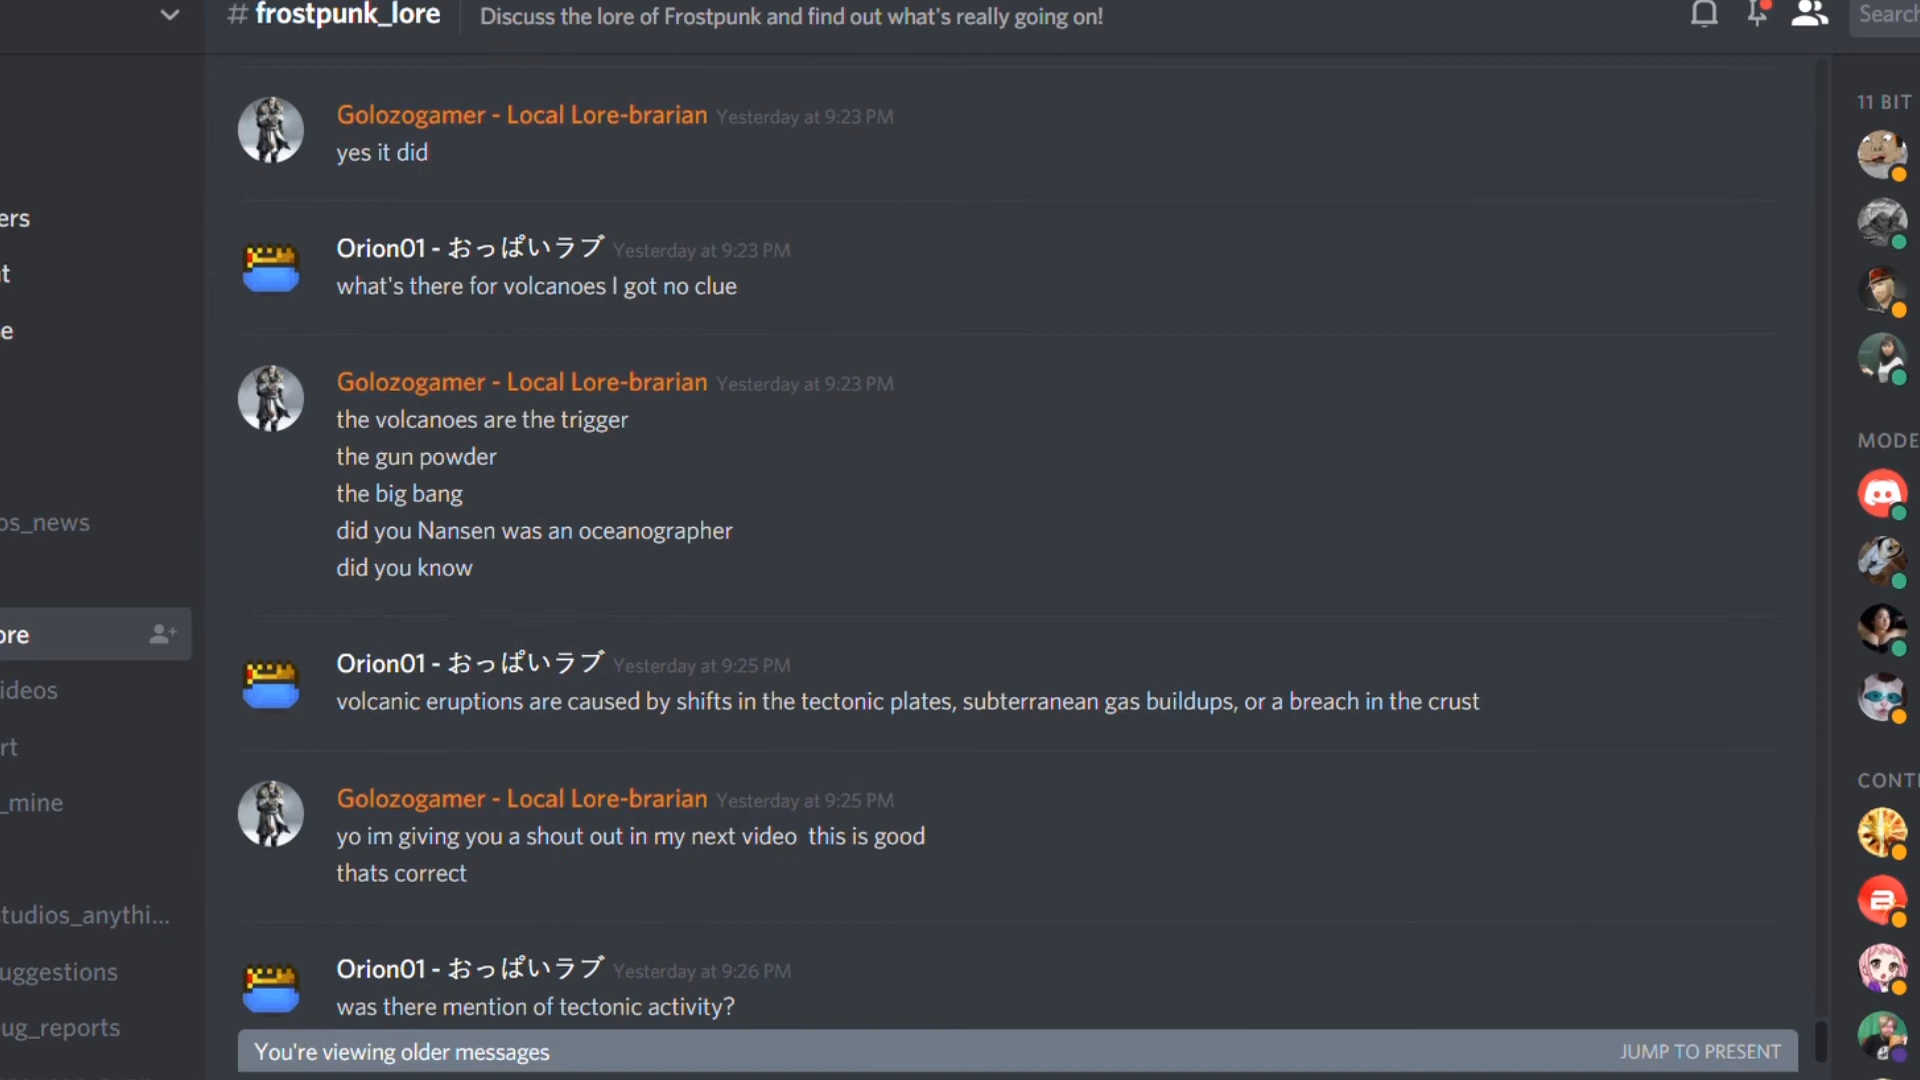 # frostpunk_lore
Discuss the lore of Frostpunk and find out what's really going on!
Search
ers
t
e
os_news
ore
ideos
rt
_mine
tudios_anythi...
uggestions
ug_reports
Golozogamer - Local Lore-brarian Yesterday at 9:23 PM
yes it did
Orion01 - おっぱいラブ Yesterday at 9:23 PM
what's there for volcanoes I got no clue
Golozogamer - Local Lore-brarian Yesterday at 9:23 PM
the volcanoes are the trigger
the gun powder
the big bang
did you Nansen was an oceanographer
did you know
Orion01 - おっぱいラブ Yesterday at 9:25 PM
volcanic eruptions are caused by shifts in the tectonic plates, subterranean gas buildups, or a breach in the crust
Golozogamer - Local Lore-brarian Yesterday at 9:25 PM
yo im giving you a shout out in my next video  this is good
thats correct
Orion01 - おっぱいラブ Yesterday at 9:26 PM
was there mention of tectonic activity?
You're viewing older messages
JUMP TO PRESENT
11 BIT
MODE
CONT